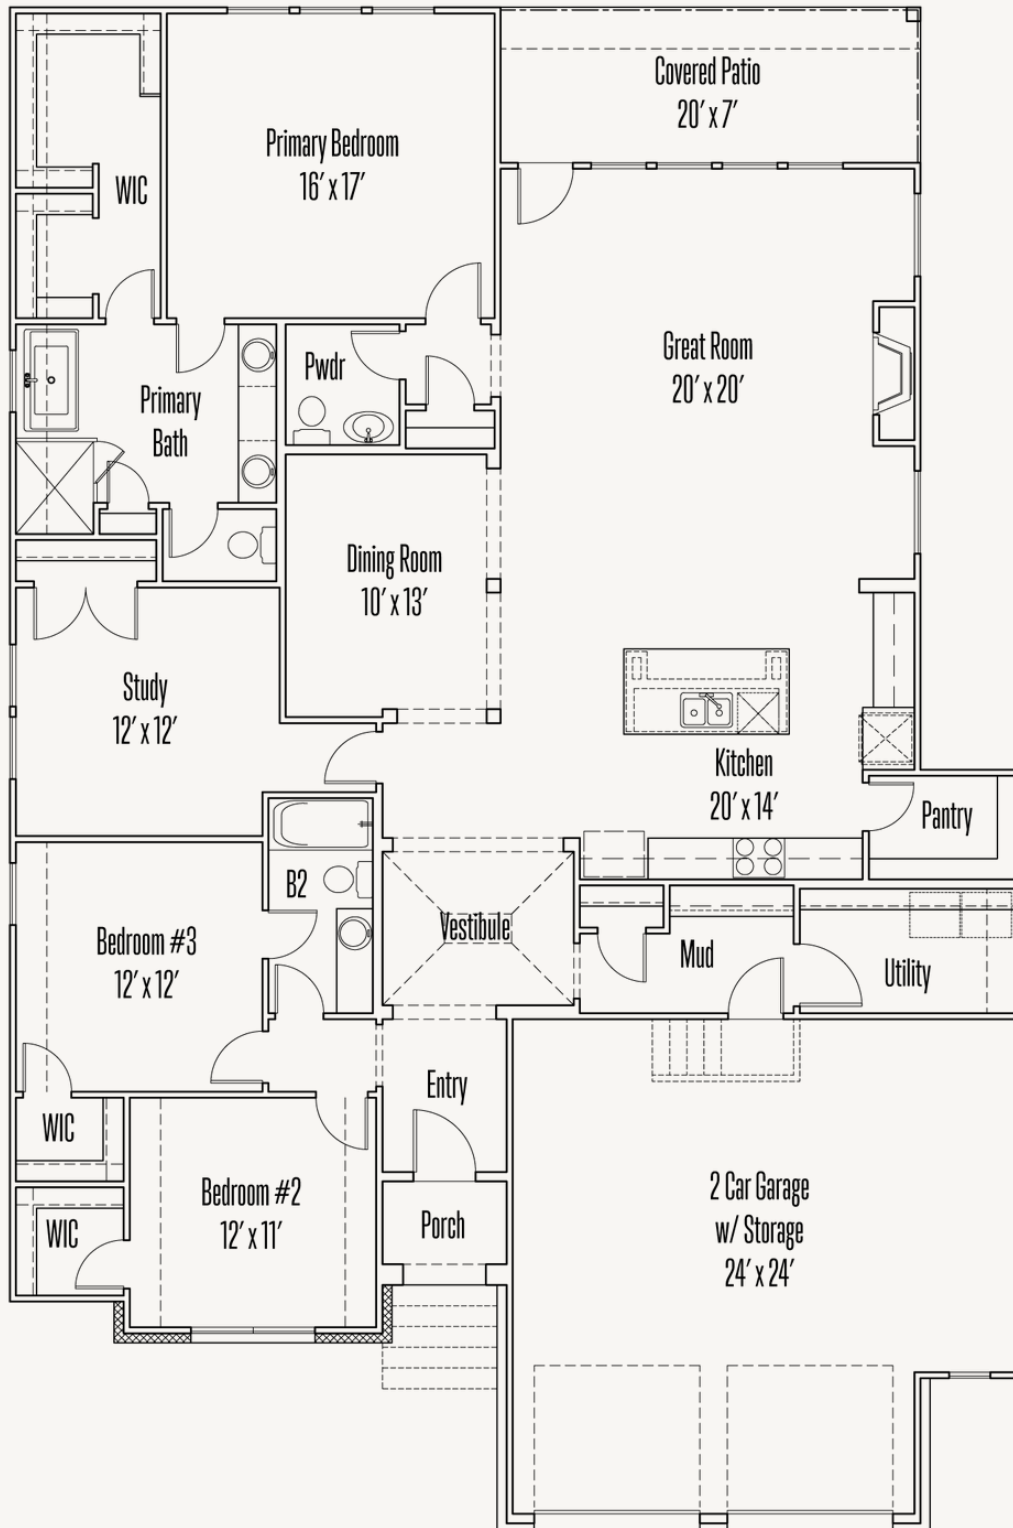 Covered Patio
20′ x 7′
Primary Bedroom
16′ x 17′
WIC
Great Room
20′ x 20′
Pwdr
Primary
Bath
Dining Room
10′ x 13′
Study
12′ x 12′
Kitchen
20′ x 14′
Pantry
B2
Vestibule
Bedroom #3
12′ x 12′
Mud
Utility
Entry
WIC
Bedroom #2
12′ x 11′
WIC
Porch
2 Car Garage
w/ Storage
24′ x 24′